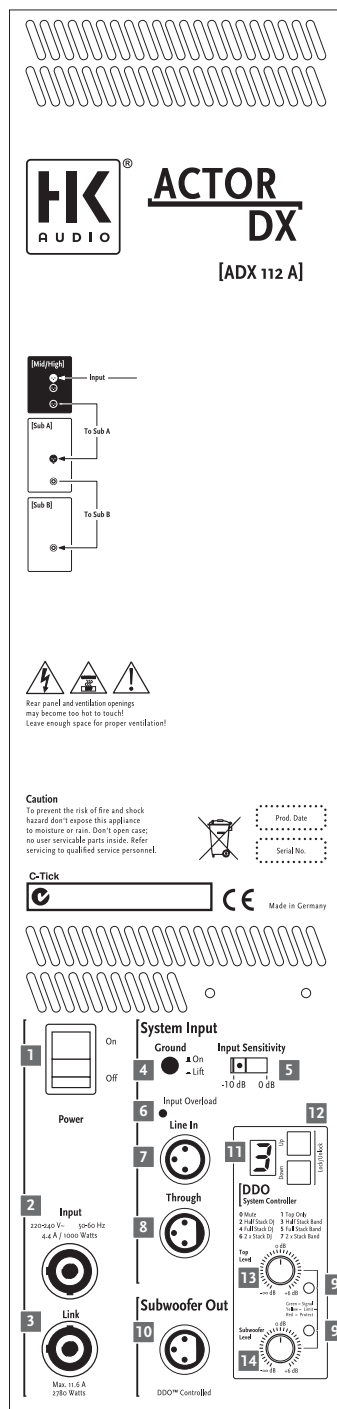 HK
AUDIO
®
ACTOR
DX
[ADX 112 A]
[Mid/High]
Input
To Sub A
[Sub A]
To Sub B
[Sub B]
Rear panel and ventilation openings
may become too hot to touch!
Leave enough space for proper ventilation!
Caution
To prevent the risk of fire and shock
hazard don't expose this appliance
to moisture or rain. Don't open case;
no user servicable parts inside. Refer
servicing to qualified service personnel.
Prod. Date
Serial No.
C-Tick
CE
Made in Germany
1
On
Off
Power
2
Input
220-240 V~ 50-60 Hz
4.4 A / 1000 Watts
3
Link
Max. 11.6 A
2780 Watts
System Input
Ground
4
On
Lift
Input Sensitivity
-10 dB 0 dB
5
6
Input Overload
Line In
7
Through
8
Subwoofer Out
10
DDO™ Controlled
12
11
3
Up
Down
Lock/Unlock
[DDO
System Controller
0 Mute 1 Top Only
2 Half Stack DJ 3 Half Stack Band
4 Full Stack DJ 5 Full Stack Band
6 2 x Stack DJ 7 2 x Stack Band
Top
Level
0 dB
13
-∞ dB +6 dB
9
Green = Signal
Yellow = Limit
Red = Protect
Subwoofer
Level
0 dB
14
-∞ dB +6 dB
9